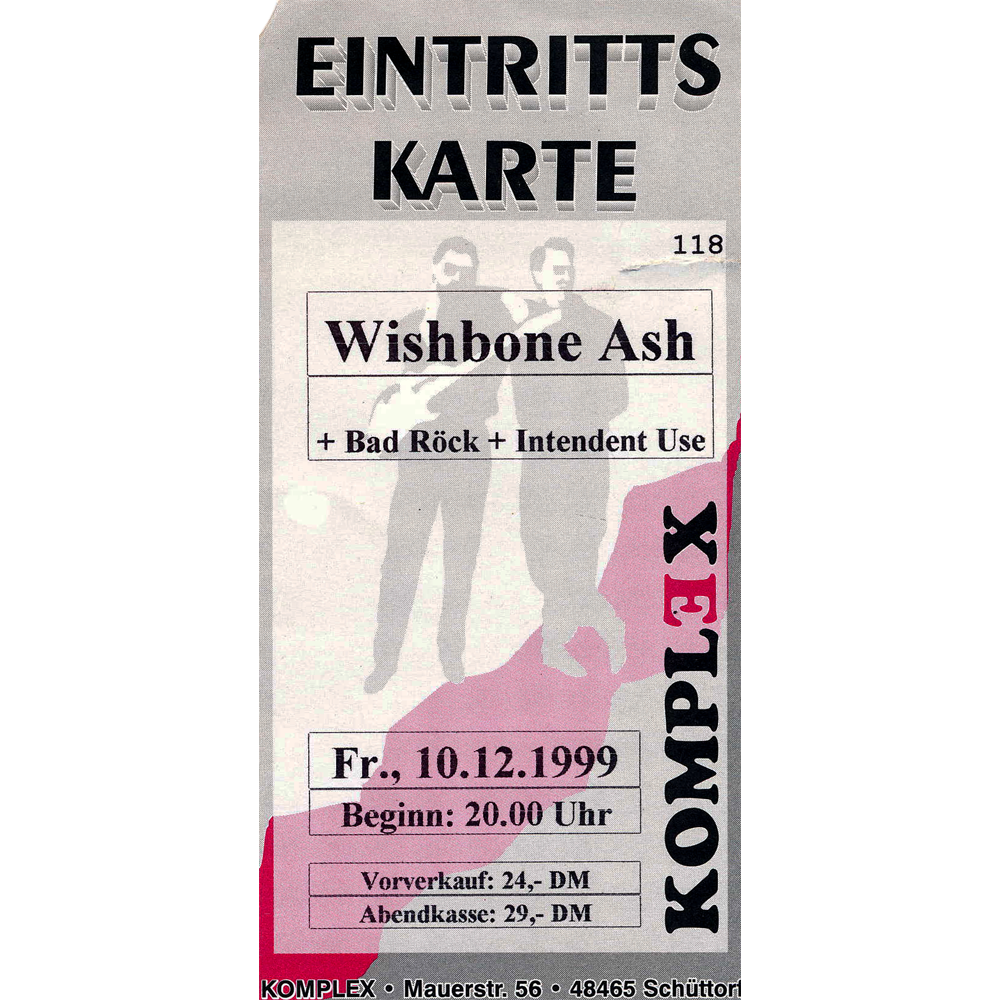 EINTRITTS
KARTE
118
Wishbone Ash
+ Bad Röck + Intendent Use
KOMPLEX
Fr., 10.12.1999
Beginn: 20.00 Uhr
Vorverkauf: 24,- DM
Abendkasse: 29,- DM
KOMPLEX • Mauerstr. 56 • 48465 Schüttorf